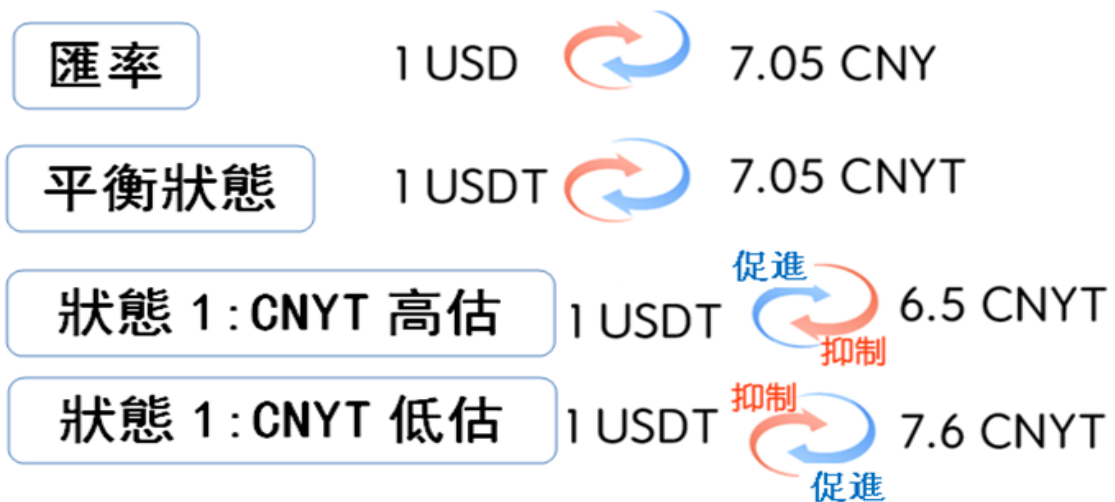 匯率 1 USD 7.05 CNY
平衡狀態 1 USDT 7.05 CNYT
促進
狀態 1:CNYT 高估 1 USDT 6.5 CNYT
抑制
抑制
狀態 1:CNYT 低估 1 USDT 7.6 CNYT
促進